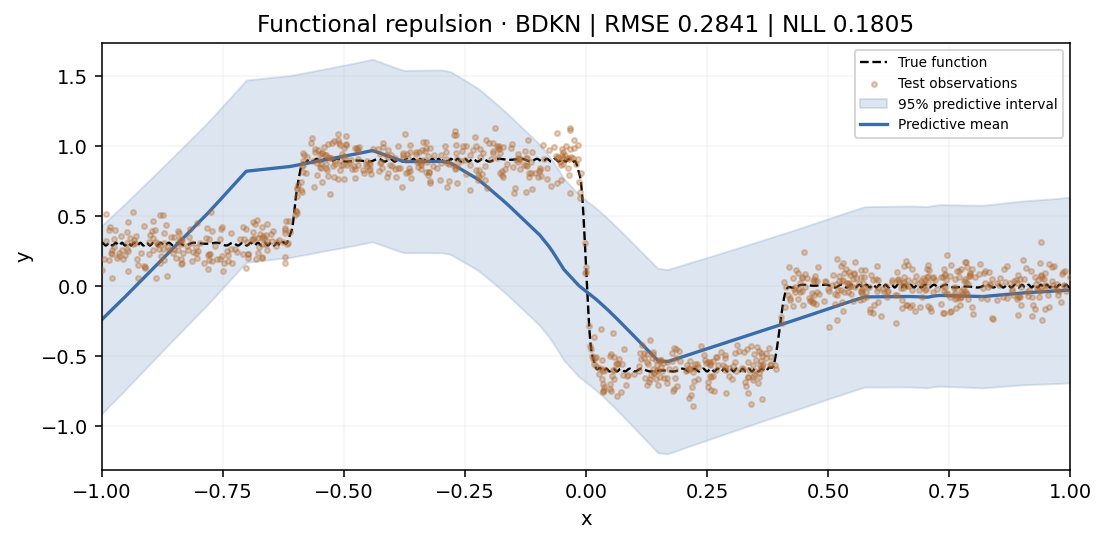 Functional repulsion · BDKN | RMSE 0.2841 | NLL 0.1805
True function
Test observations
95% predictive interval
Predictive mean
y
1.5
1.0
0.5
0.0
−0.5
−1.0
−1.00 −0.75 −0.50 −0.25 0.00 0.25 0.50 0.75 1.00
x